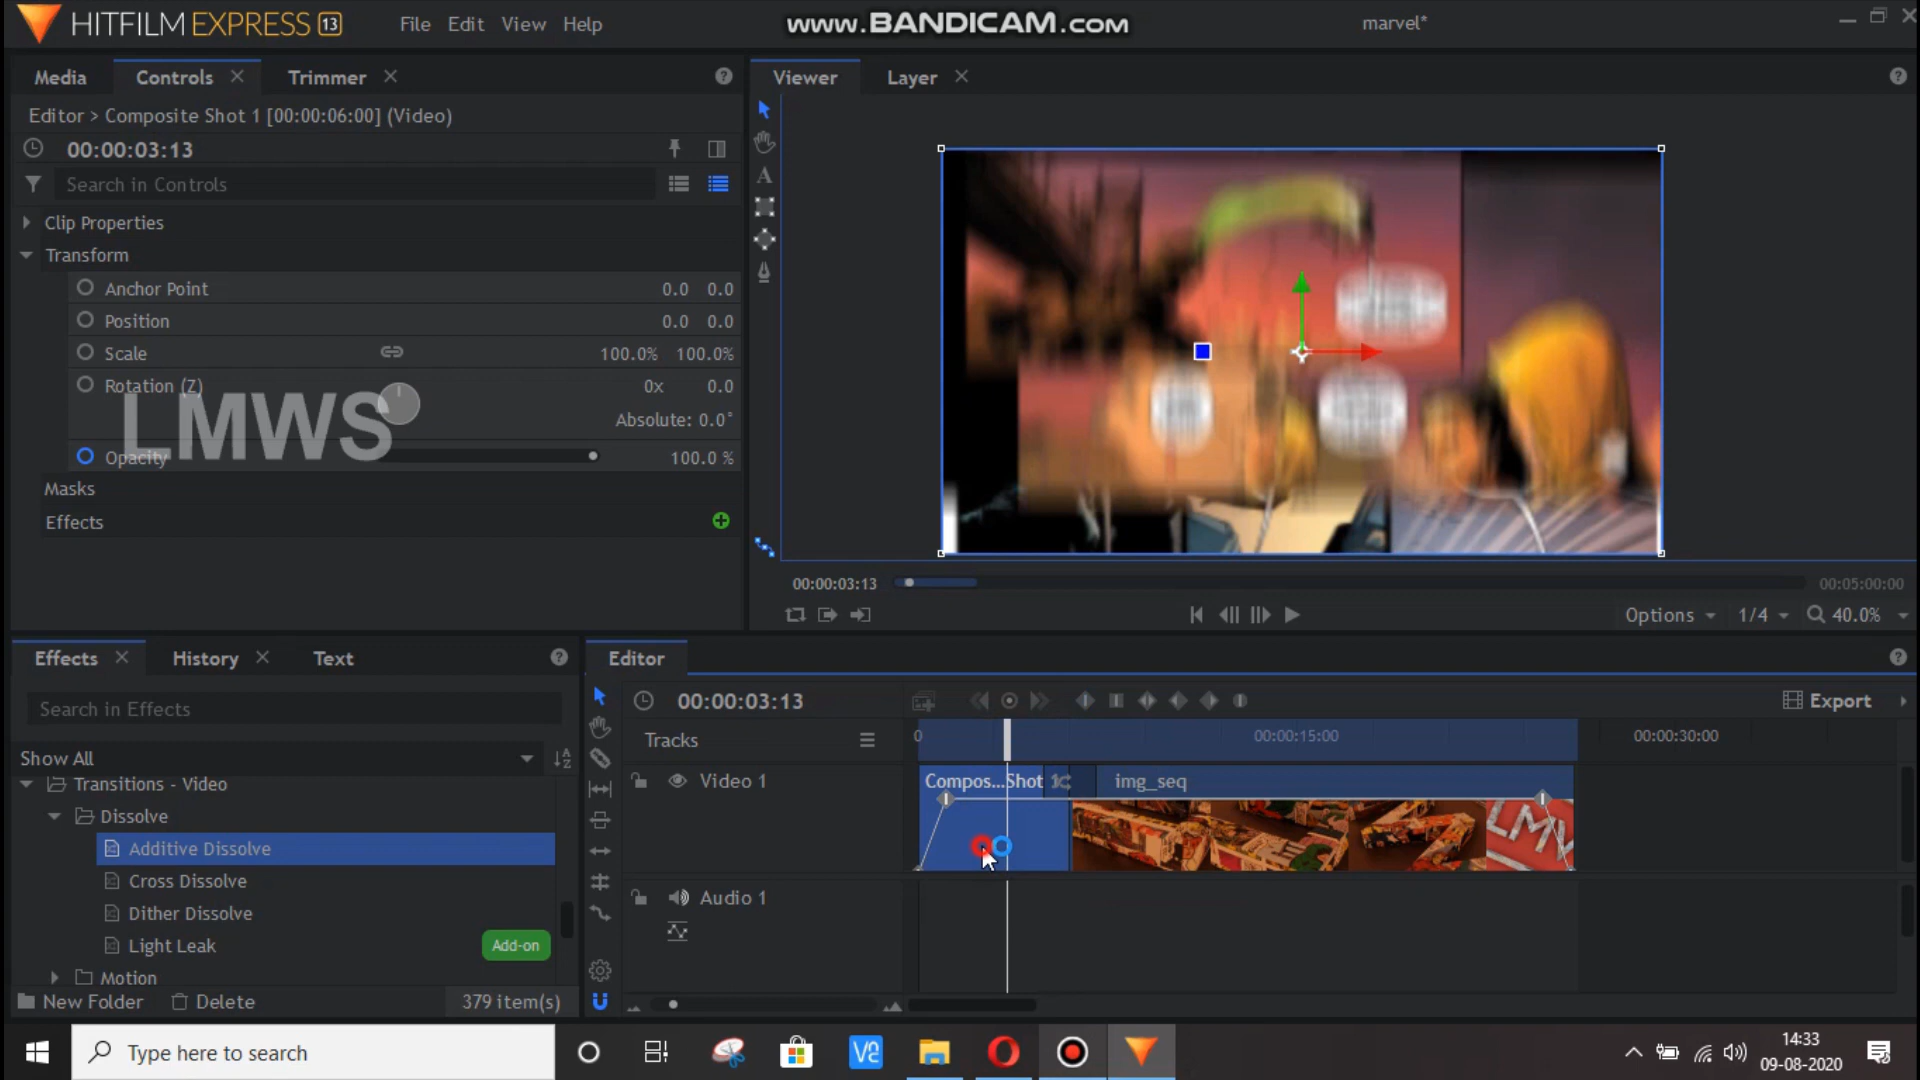 HITFILM EXPRESS 13
File Edit View Help
www.BANDICAM.com
marvel*
Media Controls Trimmer
Viewer Layer
Editor > Composite Shot 1 [00:00:06:00] (Video)
00:00:03:13
Search in Controls
Clip Properties
Transform
Anchor Point 0.0 0.0
Position 0.0 0.0
Scale 100.0% 100.0%
Rotation (Z) 0x 0.0
LMWS
Absolute: 0.0°
Opacity 100.0 %
Masks
Effects
00:00:03:13
00:05:00:00
Options 1/4 40.0%
Effects History Text
Editor
Search in Effects
00:00:03:13
Export
Show All
Tracks
0
00:00:15:00
00:00:30:00
Transitions - Video
Dissolve
Additive Dissolve
Cross Dissolve
Dither Dissolve
Light Leak Add-on
Motion
New Folder Delete 379 item(s)
Video 1
Compos...Shot 1
img_seq
LMV
Audio 1
Type here to search
14:33
09-08-2020